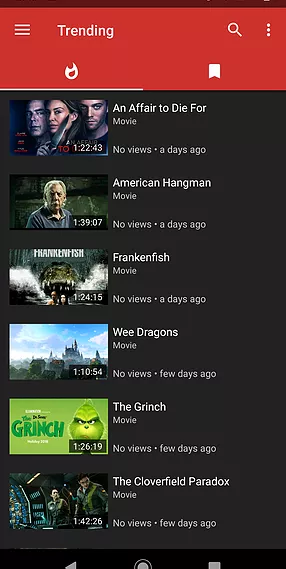 Trending
An Affair to Die For
Movie
1:22:43
No views • a days ago
American Hangman
Movie
1:39:07
No views • a days ago
FRANKENFISH
Frankenfish
Movie
1:24:15
No views • a days ago
Wee Dragons
Movie
1:10:54
No views • few days ago
The Grinch
Movie
GRINCH
1:26:19
No views • few days ago
The Cloverfield Paradox
Movie
1:42:26
No views • few days ago